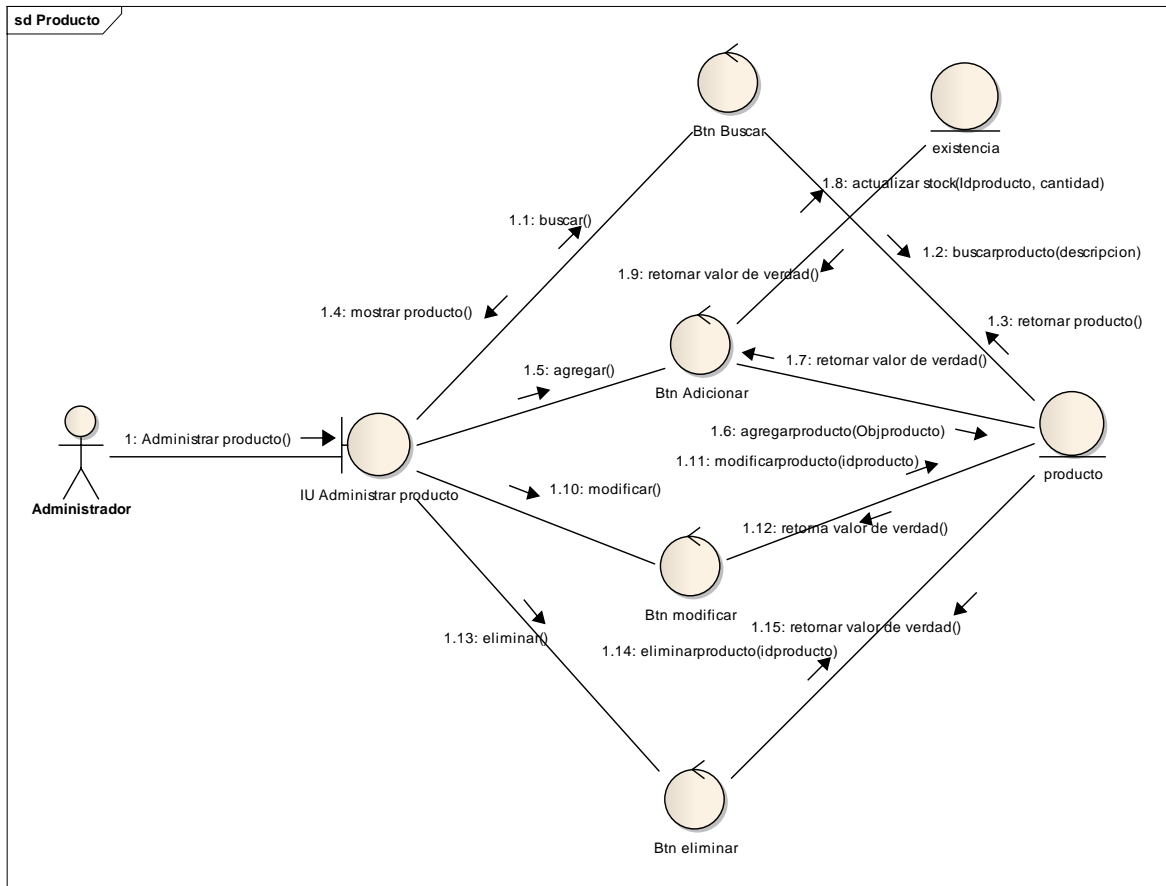 sd Producto
Btn Buscar
existencia
1.8: actualizar stock(Idproducto, cantidad)
1.1: buscar()
1.2: buscarproducto(descripcion)
1.9: retornar valor de verdad()
1.4: mostrar producto()
1.3: retornar producto()
1.7: retornar valor de verdad()
1.5: agregar()
Btn Adicionar
1: Administrar producto()
1.6: agregarproducto(Objproducto)
1.11: modificarproducto(idproducto)
producto
IU Administrar producto
1.10: modificar()
Administrador
1.12: retorna valor de verdad()
Btn modificar
1.15: retornar valor de verdad()
1.13: eliminar()
1.14: eliminarproducto(idproducto)
Btn eliminar